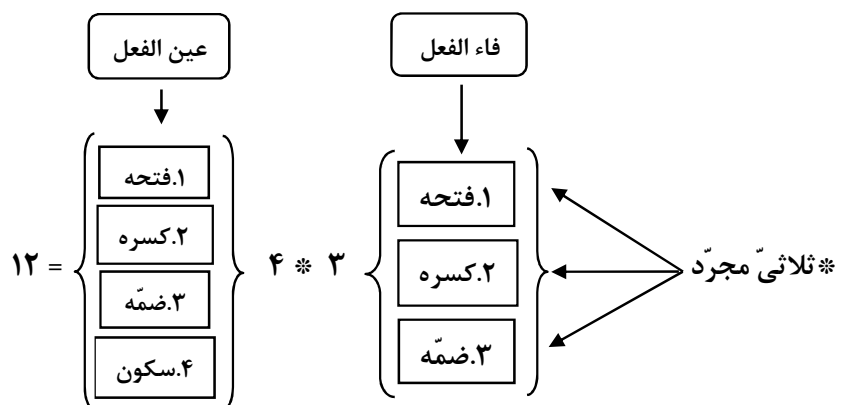 فاء الفعل
عین الفعل
*ثلاثیّ مجرّد
۱.فتحه
۲.کسره
۳.ضمّه
۳ * ۴
۱.فتحه
۲.کسره
۳.ضمّه
۴.سکون
= ۱۲